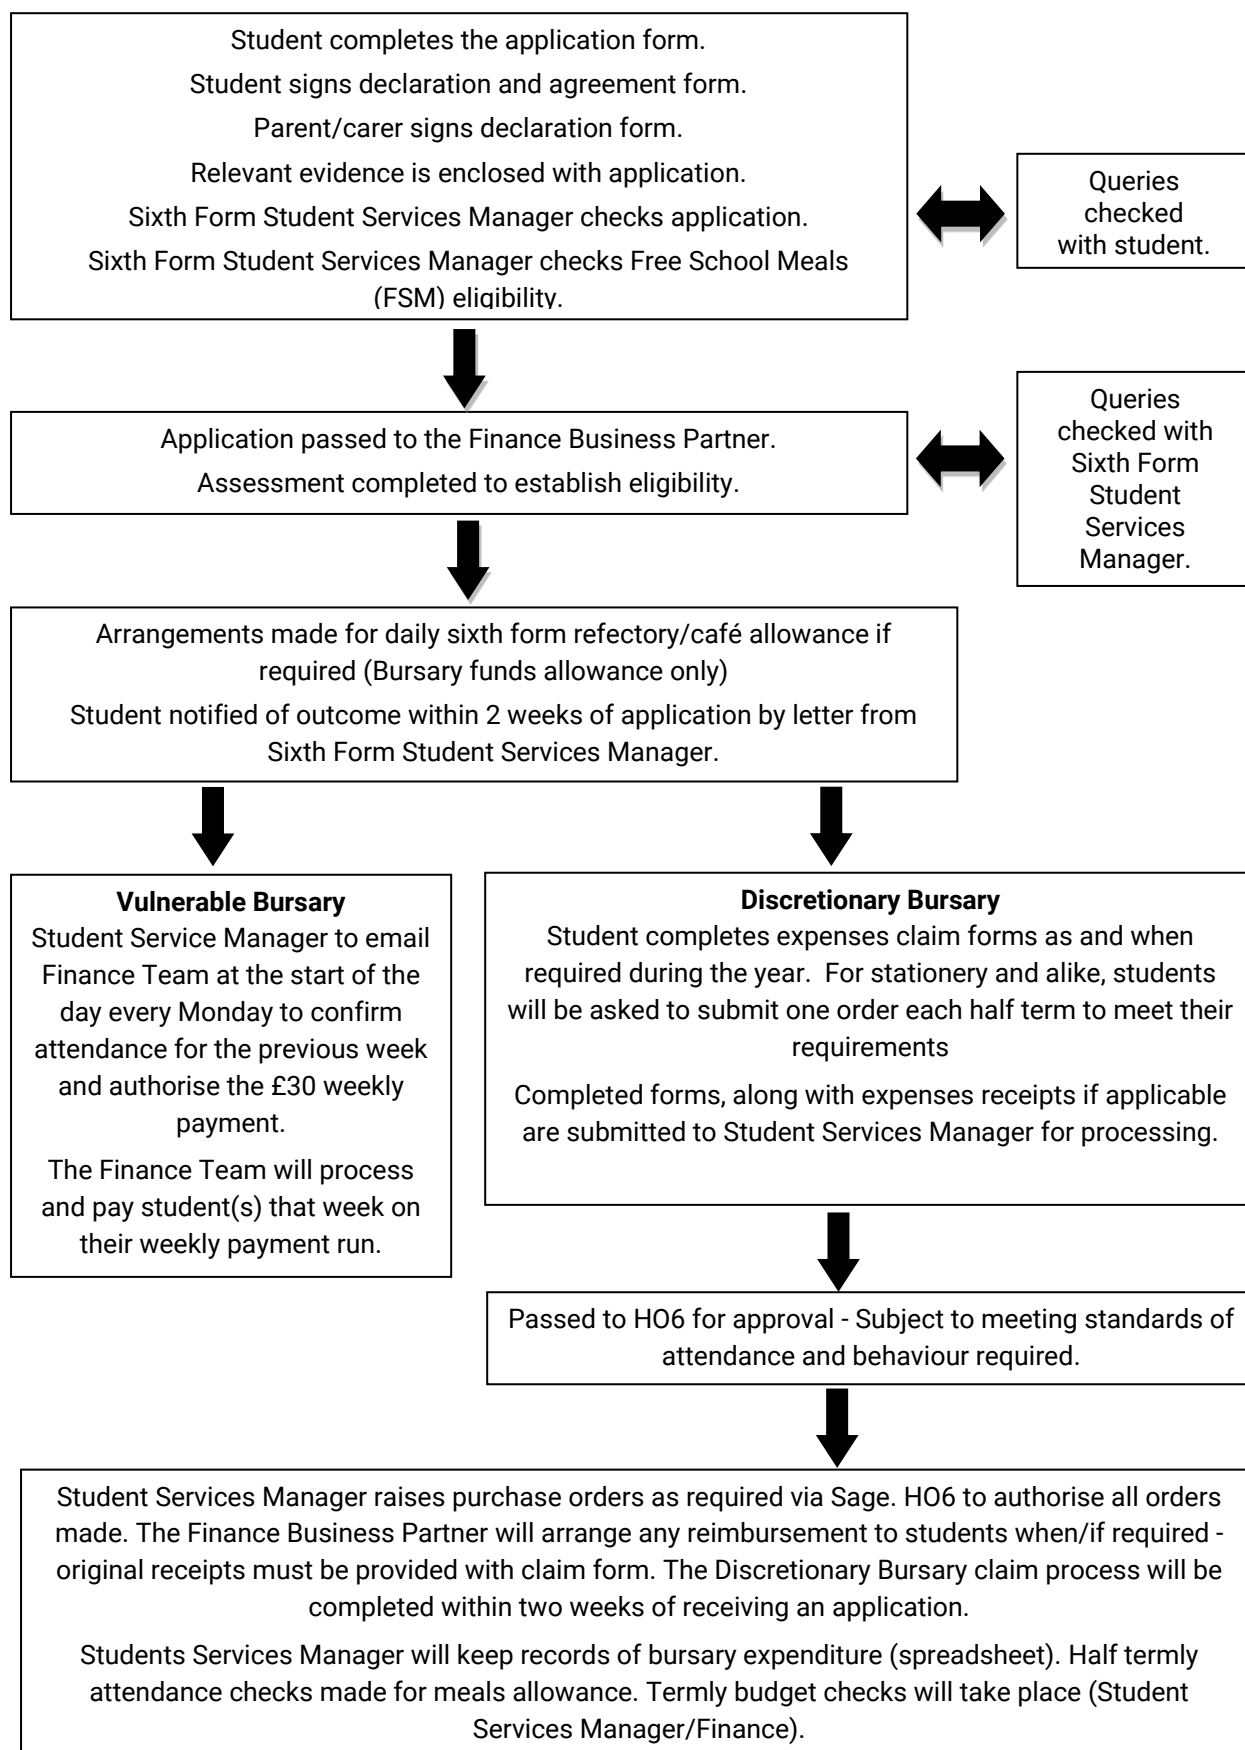 Student completes the application form.
Student signs declaration and agreement form.
Parent/carer signs declaration form.
Relevant evidence is enclosed with application.
Sixth Form Student Services Manager checks application.
Sixth Form Student Services Manager checks Free School Meals
(FSM) eligibility.
Queries
checked
with student.
Application passed to the Finance Business Partner.
Assessment completed to establish eligibility.
Queries
checked with
Sixth Form
Student
Services
Manager.
Arrangements made for daily sixth form refectory/café allowance if
required (Bursary funds allowance only)
Student notified of outcome within 2 weeks of application by letter from
Sixth Form Student Services Manager.
Vulnerable Bursary
Student Service Manager to email
Finance Team at the start of the
day every Monday to confirm
attendance for the previous week
and authorise the £30 weekly
payment.
The Finance Team will process
and pay student(s) that week on
their weekly payment run.
Discretionary Bursary
Student completes expenses claim forms as and when
required during the year.  For stationery and alike, students
will be asked to submit one order each half term to meet their
requirements
Completed forms, along with expenses receipts if applicable
are submitted to Student Services Manager for processing.
Passed to HO6 for approval - Subject to meeting standards of
attendance and behaviour required.
Student Services Manager raises purchase orders as required via Sage. HO6 to authorise all orders
made. The Finance Business Partner will arrange any reimbursement to students when/if required -
original receipts must be provided with claim form. The Discretionary Bursary claim process will be
completed within two weeks of receiving an application.
Students Services Manager will keep records of bursary expenditure (spreadsheet). Half termly
attendance checks made for meals allowance. Termly budget checks will take place (Student
Services Manager/Finance).